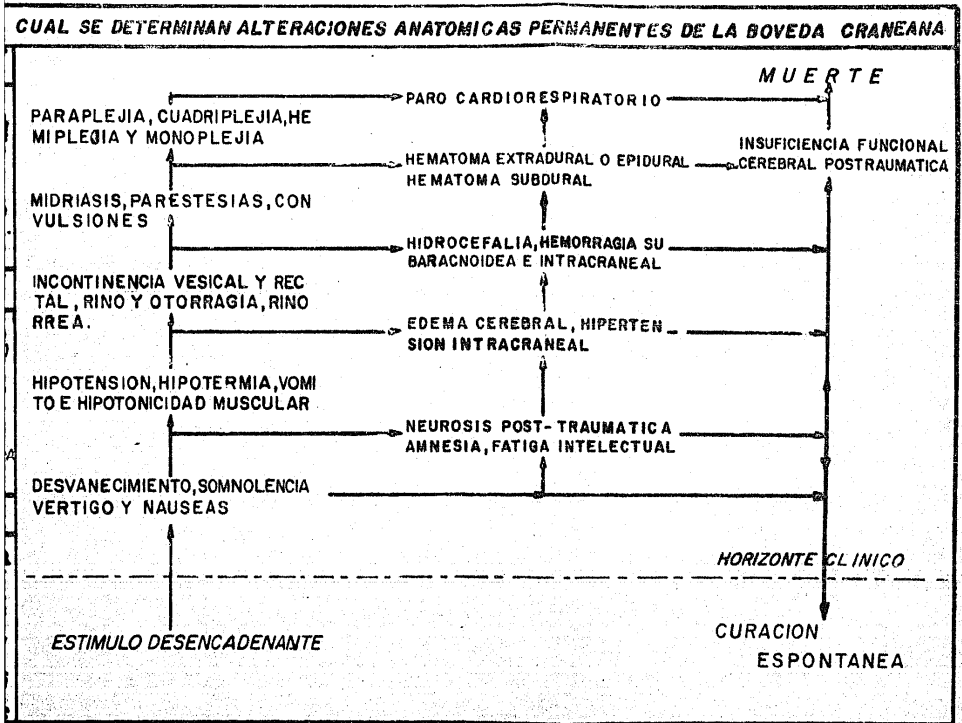 CUAL SE DETERMINAN ALTERACIONES ANATOMICAS PERMANENTES DE LA BOVEDA CRANEANA
MUERTE
PARO CARDIORESPIRATORIO
PARAPLEJIA, CUADRIPLEJIA, HE
MIPLEJIA Y MONOPLEJIA
INSUFICIENCIA FUNCIONAL
CEREBRAL POSTRAUMATICA
HEMATOMA EXTRADURAL O EPIDURAL
HEMATOMA SUBDURAL
MIDRIASIS, PARESTESIAS, CON
VULSIONES
HIDROCEFALIA, HEMORRAGIA SU
BARACNOIDEA E INTRACRANEAL
INCONTINENCIA VESICAL Y REC
TAL, RINO Y OTORRAGIA, RINO
RREA.
EDEMA CEREBRAL, HIPERTEN
SION INTRACRANEAL
HIPOTENSION, HIPOTERMIA, VOMI
TO E HIPOTONICIDAD MUSCULAR
NEUROSIS POST-TRAUMATICA
AMNESIA, FATIGA INTELECTUAL
DESVANECIMIENTO, SOMNOLENCIA
VERTIGO Y NAUSEAS
HORIZONTE CLINICO
ESTIMULO DESENCADENANTE
CURACION
ESPONTANEA